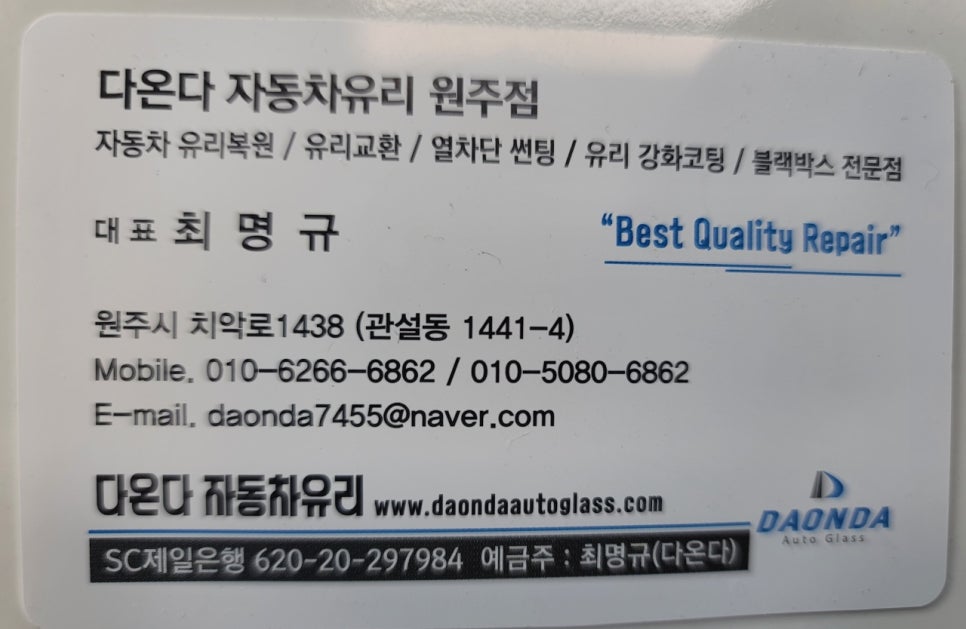 다온다 자동차유리 원주점
자동차 유리복원 / 유리교환 / 열차단 썬팅 / 유리 강화코팅 / 블랙박스 전문점
대표 최명규
“Best Quality Repair”
원주시 치악로1438 (관설동 1441-4)
Mobile. 010-6266-6862 / 010-5080-6862
E-mail. daonda7455@naver.com
다온다 자동차유리 www.daondaautoglass.com
DAONDA
Auto Glass
SC제일은행 620-20-297984 예금주 : 최명규(다온다)